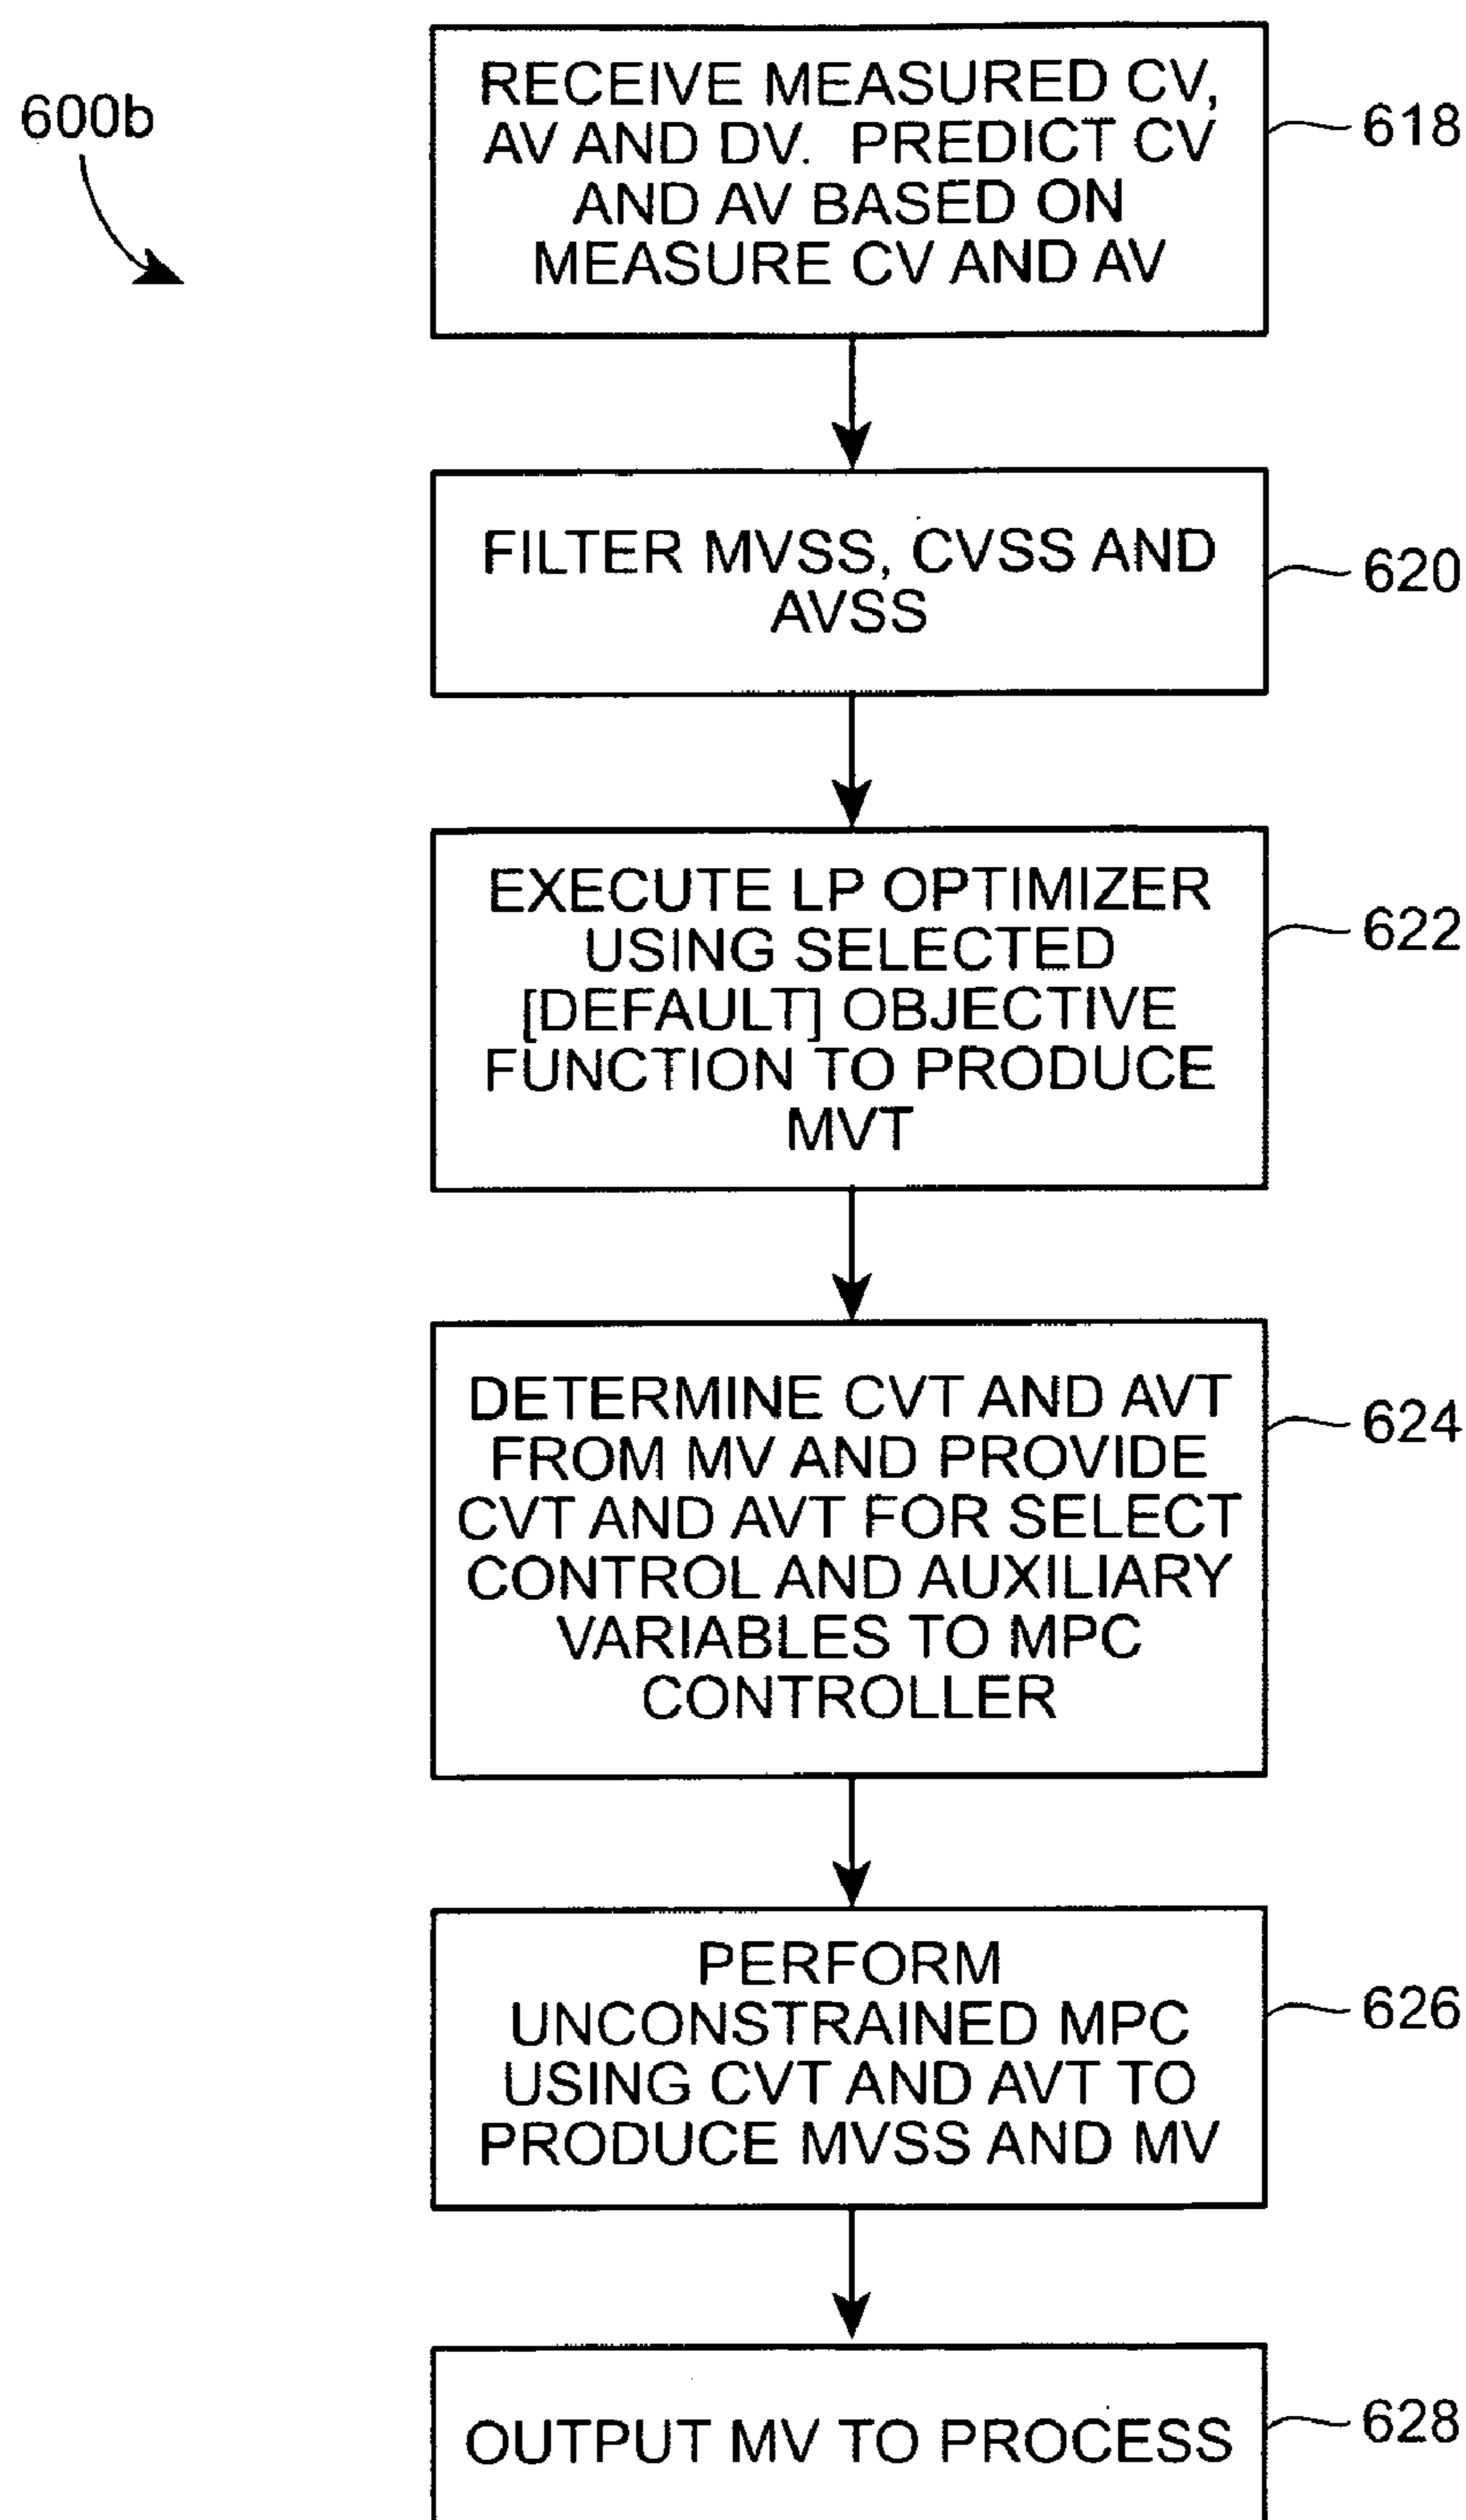 600b
RECEIVE MEASURED CV,
AV AND DV. PREDICT CV
AND AV BASED ON
MEASURE CV AND AV
618
FILTER MVSS, CVSS AND
AVSS
620
EXECUTE LP OPTIMIZER
USING SELECTED
[DEFAULT] OBJECTIVE
FUNCTION TO PRODUCE
MVT
622
DETERMINE CVT AND AVT
FROM MV AND PROVIDE
CVT AND AVT FOR SELECT
CONTROL AND AUXILIARY
VARIABLES TO MPC
CONTROLLER
624
PERFORM
UNCONSTRAINED MPC
USING CVT AND AVT TO
PRODUCE MVSS AND MV
626
OUTPUT MV TO PROCESS
628